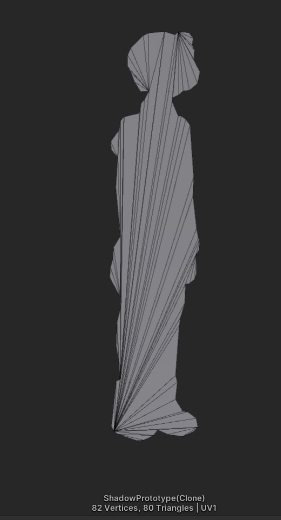 ShadowPrototype(Clone)
82 Vertices, 80 Triangles | UV1